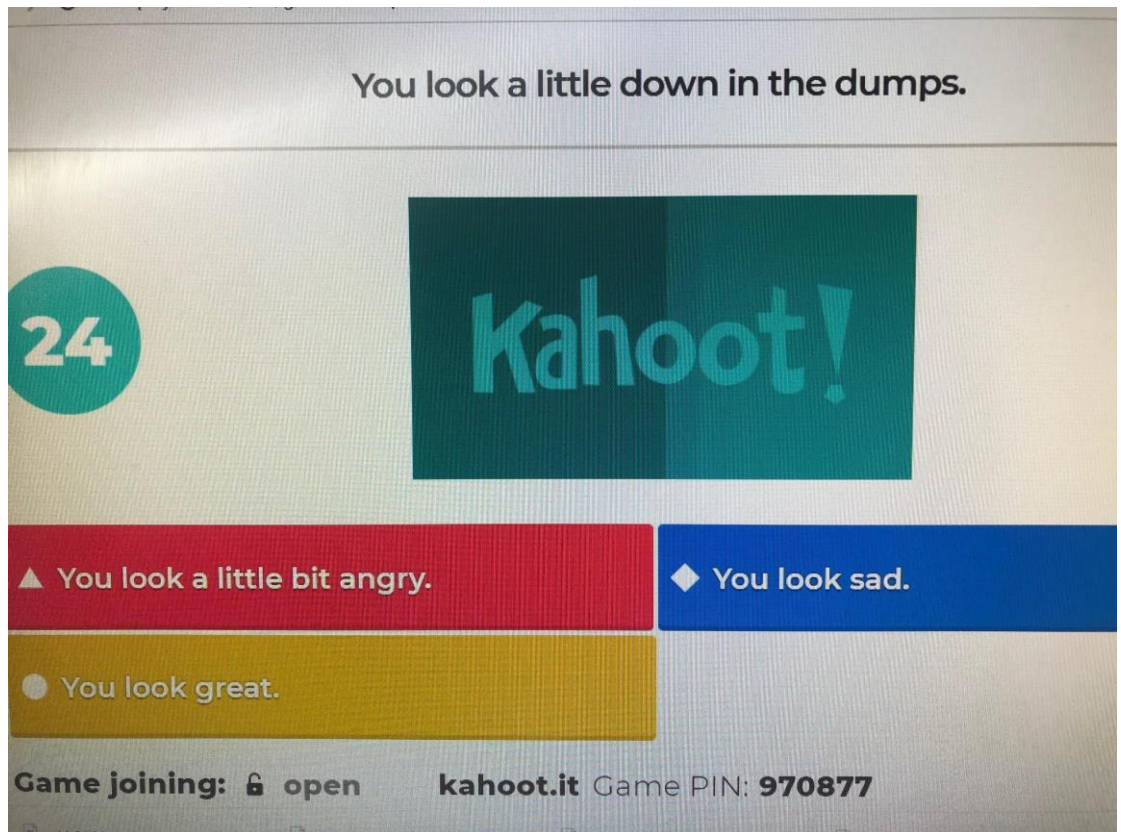 You look a little down in the dumps.
24
Kahoot!
You look a little bit angry.
You look sad.
You look great.
Game joining: open kahoot.it Game PIN: 970877